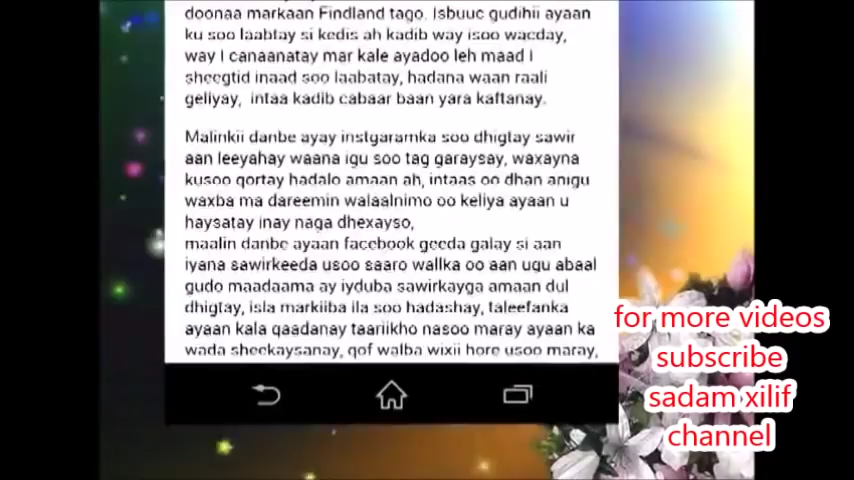 doonaa markaan Findland tago. Isbuuc gudihii ayaan
ku soo laabtay si kedis ah kadib way isoo wacday,
way I canaanatay mar kale ayadoo leh maad I
sheegtid inaad soo laabatay, hadana waan raali
geliyay, intaa kadib cabaar baan yara kaftanay.
Malinkii danbe ayay instgaramka soo dhigtay sawir
aan leeyahay waana igu soo tag garaysay, waxayna
kusoo qortay hadalo amaan ah, intaas oo dhan anigu
waxba ma dareemin walaalnimo oo keliya ayaan u
haysatay inay naga dhexayso,
maalin danbe ayaan facebook geeda galay si aan
iyana sawirkeeda usoo saaro wallka oo aan ugu abaal
gudo maadaama ay iyduba sawirkayga amaan dul
dhigtay, isla markiiba ila soo hadashay, taleefanka
ayaan kala qaadanay taariikho nasoo maray ayaan ka
wada sheekaysanay, qof walba wixii hore usoo maray,
for more videos
subscribe
sadam xilif
channel